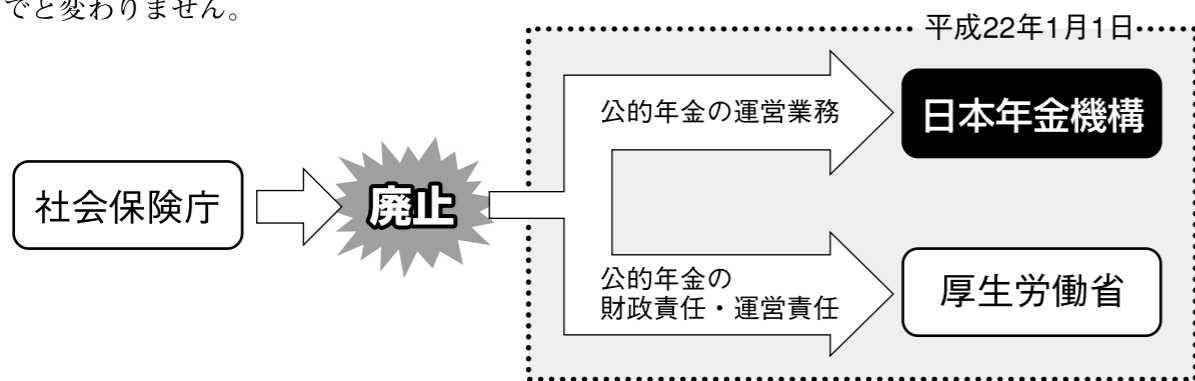 でと変わりません。
平成22年1月1日
公的年金の運営業務
日本年金機構
社会保険庁
廃止
公的年金の
財政責任・運営責任
厚生労働省